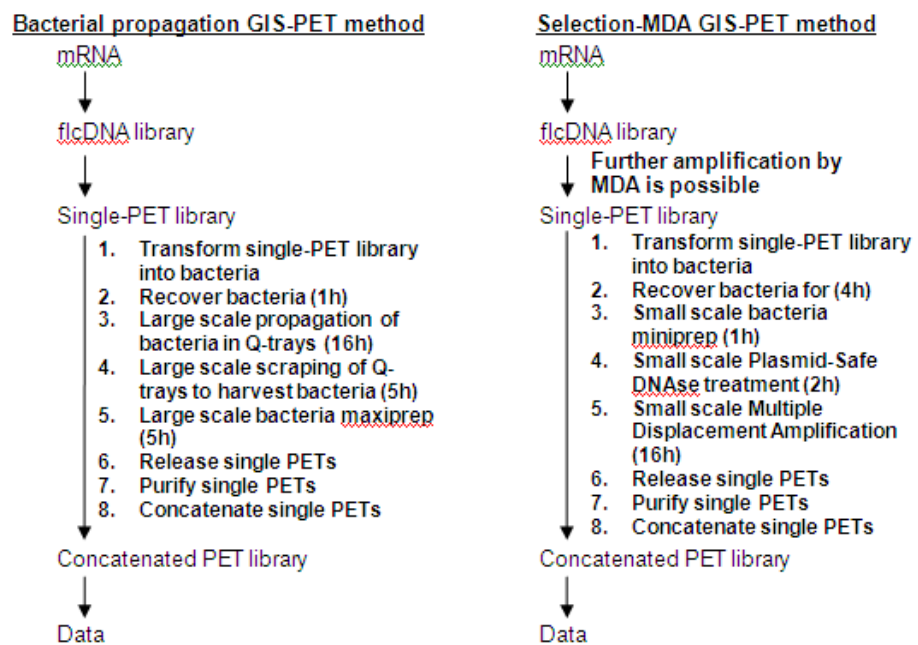 Bacterial propagation GIS-PET method
mRNA
flcDNA library
Single-PET library
1. Transform single-PET library
into bacteria
2. Recover bacteria (1h)
3. Large scale propagation of
bacteria in Q-trays (16h)
4. Large scale scraping of Q-
trays to harvest bacteria (5h)
5. Large scale bacteria maxiprep
(5h)
6. Release single PETs
7. Purify single PETs
8. Concatenate single PETs
Concatenated PET library
Data
Selection-MDA GIS-PET method
mRNA
flcDNA library
Further amplification by
MDA is possible
Single-PET library
1. Transform single-PET library
into bacteria
2. Recover bacteria for (4h)
3. Small scale bacteria
miniprep (1h)
4. Small scale Plasmid-Safe
DNAse treatment (2h)
5. Small scale Multiple
Displacement Amplification
(16h)
6. Release single PETs
7. Purify single PETs
8. Concatenate single PETs
Concatenated PET library
Data